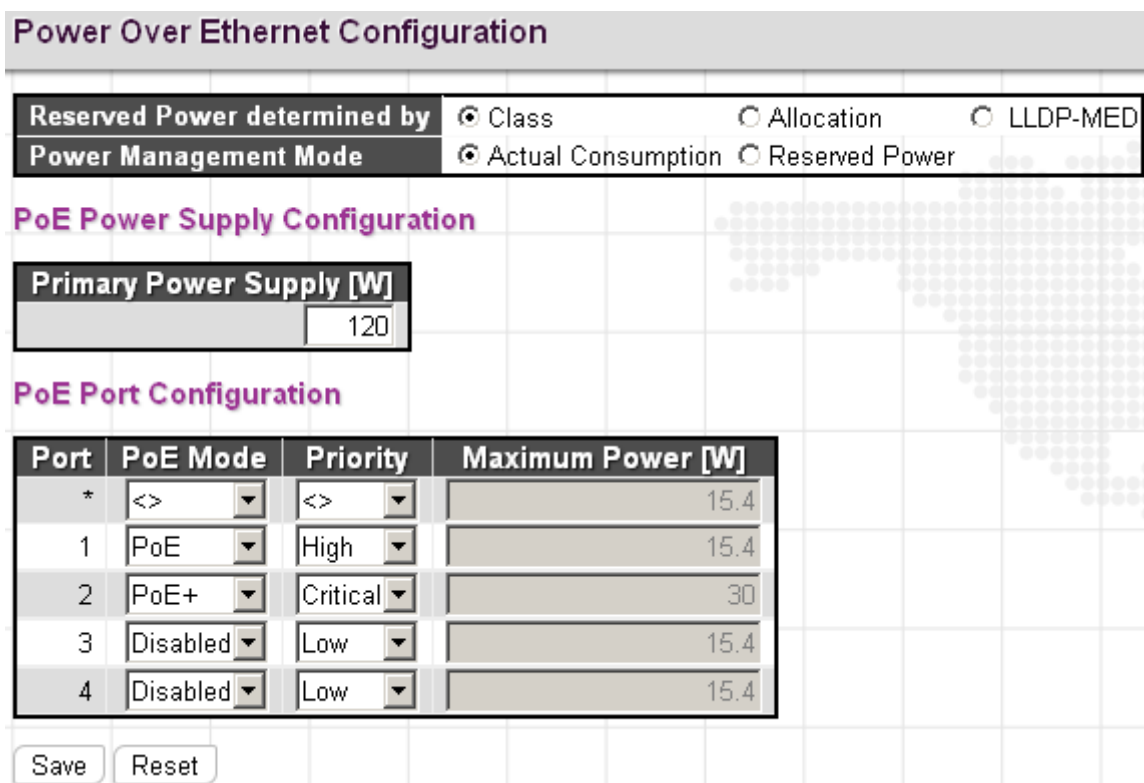 Power Over Ethernet Configuration
Reserved Power determined by Class Allocation LLDP-MED
Power Management Mode Actual Consumption Reserved Power
PoE Power Supply Configuration
Primary Power Supply [W]
120
PoE Port Configuration
Port PoE Mode Priority Maximum Power [W]
* <> <> 15.4
1 PoE High 15.4
2 PoE+ Critical 30
3 Disabled Low 15.4
4 Disabled Low 15.4
Save Reset